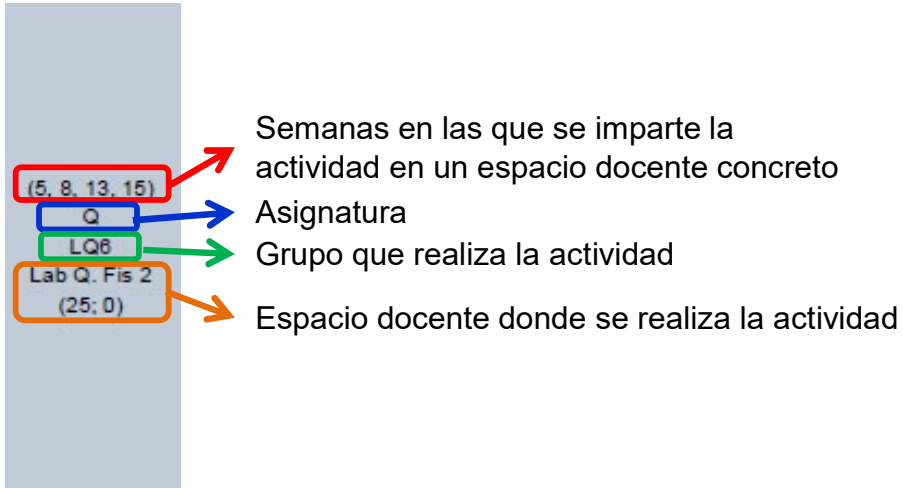 (5, 8, 13, 15)
Q
LQ6
Lab Q. Fis 2
(25; 0)
Semanas en las que se imparte la
actividad en un espacio docente concreto
Asignatura
Grupo que realiza la actividad
Espacio docente donde se realiza la actividad